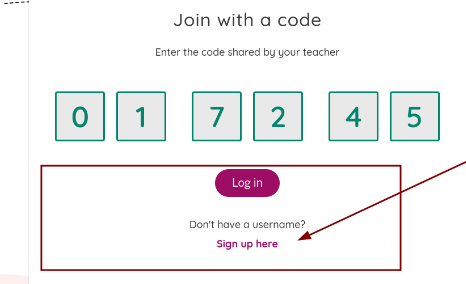 Join with a code
Enter the code shared by your teacher
0 1 7 2 4 5
Log in
Don't have a username?
Sign up here